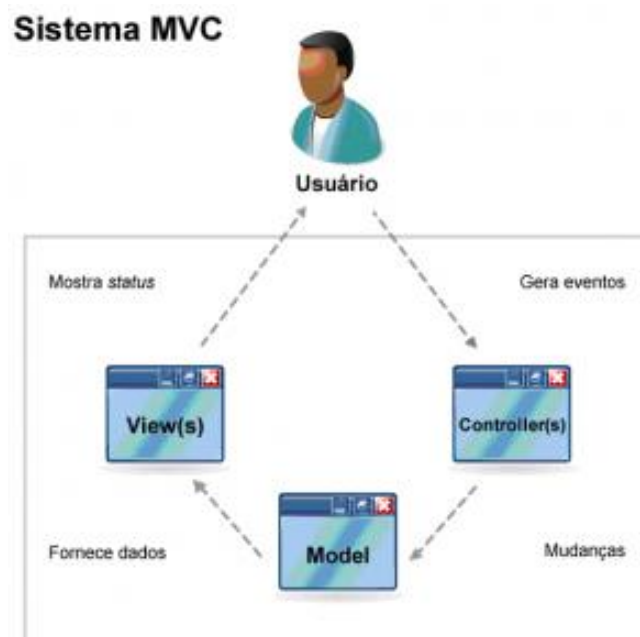 Sistema MVC
Usuário
Mostra status
Gera eventos
View(s)
Controller(s)
Model
Fornece dados
Mudanças